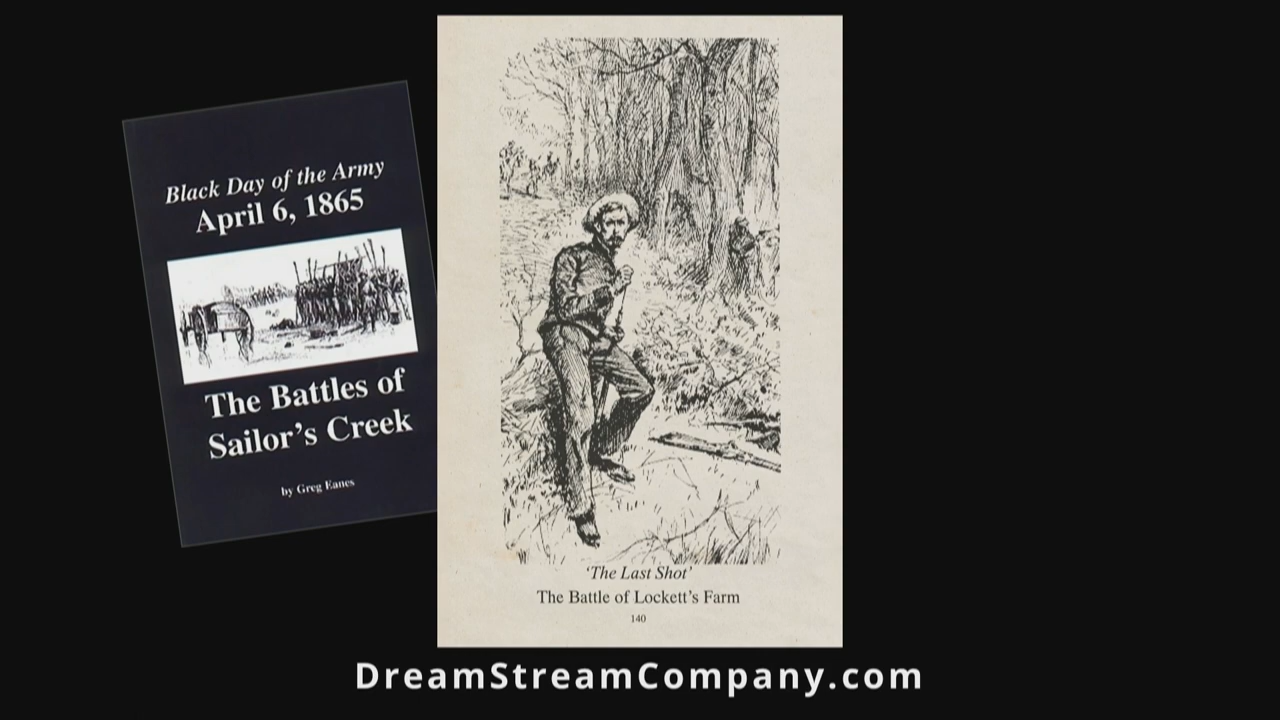 Black Day of the Army
April 6, 1865
The Battles of
Sailor's Creek
by Greg Eanes
'The Last Shot'
The Battle of Lockett's Farm
140
DreamStreamCompany.com